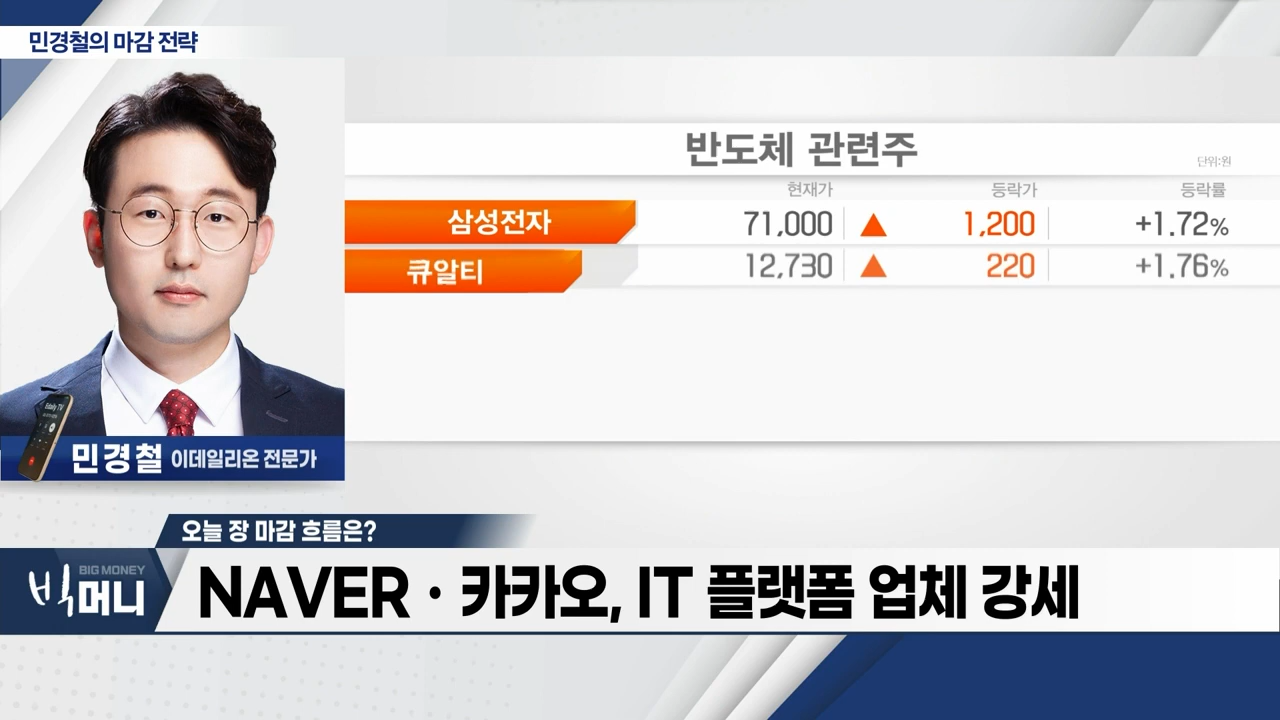 민경철의 마감 전략
반도체 관련주
단위:원
현재가 등락가 등락률
삼성전자 71,000 ▲ 1,200 +1.72%
큐알티 12,730 ▲ 220 +1.76%
Edaily TV
민경철 이데일리온 전문가
오늘 장 마감 흐름은?
BIG MONEY
빅머니
NAVER · 카카오, IT 플랫폼 업체 강세